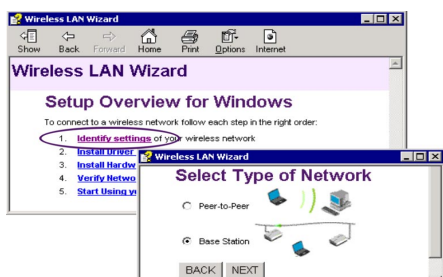 Wireless LAN Wizard
Show Back Forward Home Print Options Internet
Wireless LAN Wizard
Setup Overview for Windows
To connect to a wireless network follow each step in the right order:
1. Identify settings of your wireless network
2. Install Driver
3. Install Hardw
4. Verify Netwo
5. Start Using y
Wireless LAN Wizard
Select Type of Network
Peer-to-Peer
Base Station
BACK NEXT